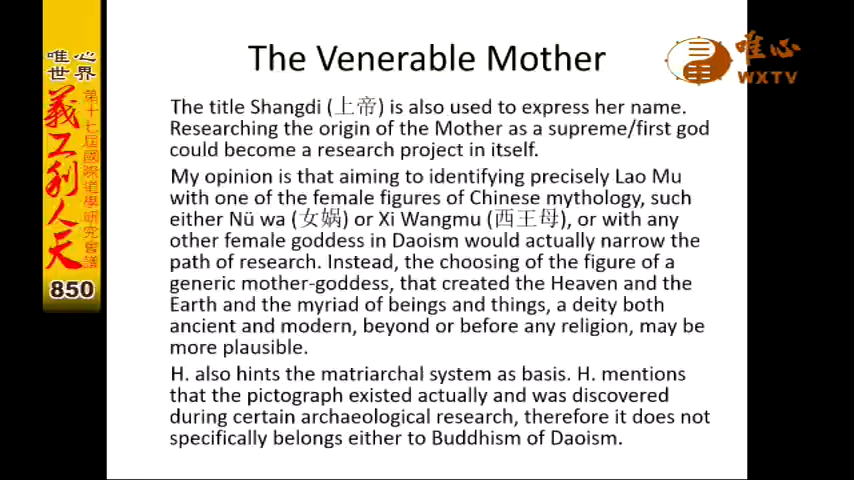 唯心
世界
義工利人天
第十七屆國際道學研究會議
850
The Venerable Mother
唯心
WXTV
The title Shangdi (上帝) is also used to express her name.
Researching the origin of the Mother as a supreme/first god
could become a research project in itself.
My opinion is that aiming to identifying precisely Lao Mu
with one of the female figures of Chinese mythology, such
either Nü wa (女娲) or Xi Wangmu (西王母), or with any
other female goddess in Daoism would actually narrow the
path of research. Instead, the choosing of the figure of a
generic mother-goddess, that created the Heaven and the
Earth and the myriad of beings and things, a deity both
ancient and modern, beyond or before any religion, may be
more plausible.
H. also hints the matriarchal system as basis. H. mentions
that the pictograph existed actually and was discovered
during certain archaeological research, therefore it does not
specifically belongs either to Buddhism of Daoism.